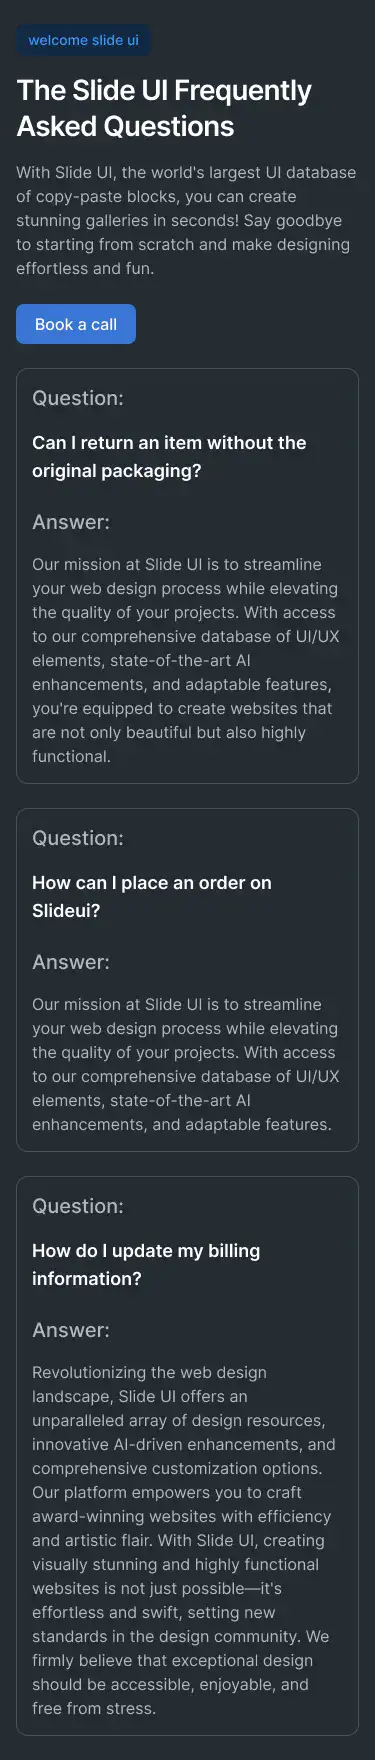 welcome slide ui
The Slide UI Frequently
Asked Questions
With Slide UI, the world's largest UI database
of copy-paste blocks, you can create
stunning galleries in seconds! Say goodbye
to starting from scratch and make designing
effortless and fun.
Book a call
Question:
Can I return an item without the
original packaging?
Answer:
Our mission at Slide UI is to streamline
your web design process while elevating
the quality of your projects. With access
to our comprehensive database of UI/UX
elements, state-of-the-art AI
enhancements, and adaptable features,
you're equipped to create websites that
are not only beautiful but also highly
functional.
Question:
How can I place an order on
Slideui?
Answer:
Our mission at Slide UI is to streamline
your web design process while elevating
the quality of your projects. With access
to our comprehensive database of UI/UX
elements, state-of-the-art AI
enhancements, and adaptable features.
Question:
How do I update my billing
information?
Answer:
Revolutionizing the web design
landscape, Slide UI offers an
unparalleled array of design resources,
innovative AI-driven enhancements, and
comprehensive customization options.
Our platform empowers you to craft
award-winning websites with efficiency
and artistic flair. With Slide UI, creating
visually stunning and highly functional
websites is not just possible—it's
effortless and swift, setting new
standards in the design community. We
firmly believe that exceptional design
should be accessible, enjoyable, and
free from stress.